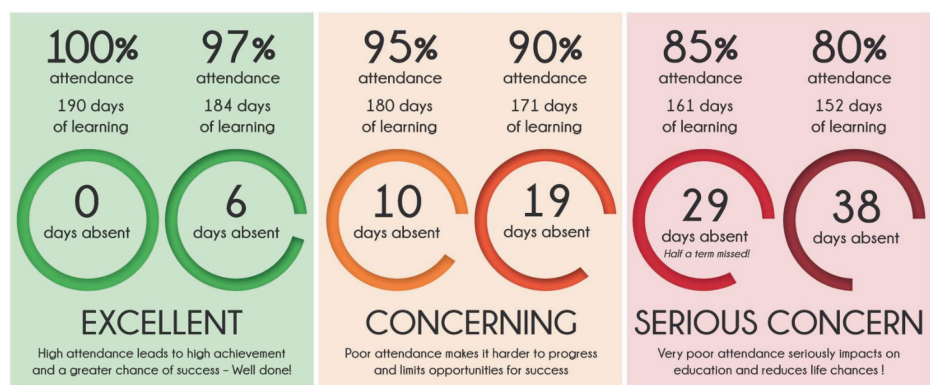 100%
attendance
190 days
of learning
0
days absent
97%
attendance
184 days
of learning
6
days absent
EXCELLENT
High attendance leads to high achievement
and a greater chance of success – Well done!
95%
attendance
180 days
of learning
10
days absent
90%
attendance
171 days
of learning
19
days absent
CONCERNING
Poor attendance makes it harder to progress
and limits opportunities for success
85%
attendance
161 days
of learning
29
days absent
Half a term missed!
80%
attendance
152 days
of learning
38
days absent
SERIOUS CONCERN
Very poor attendance seriously impacts on
education and reduces life chances !